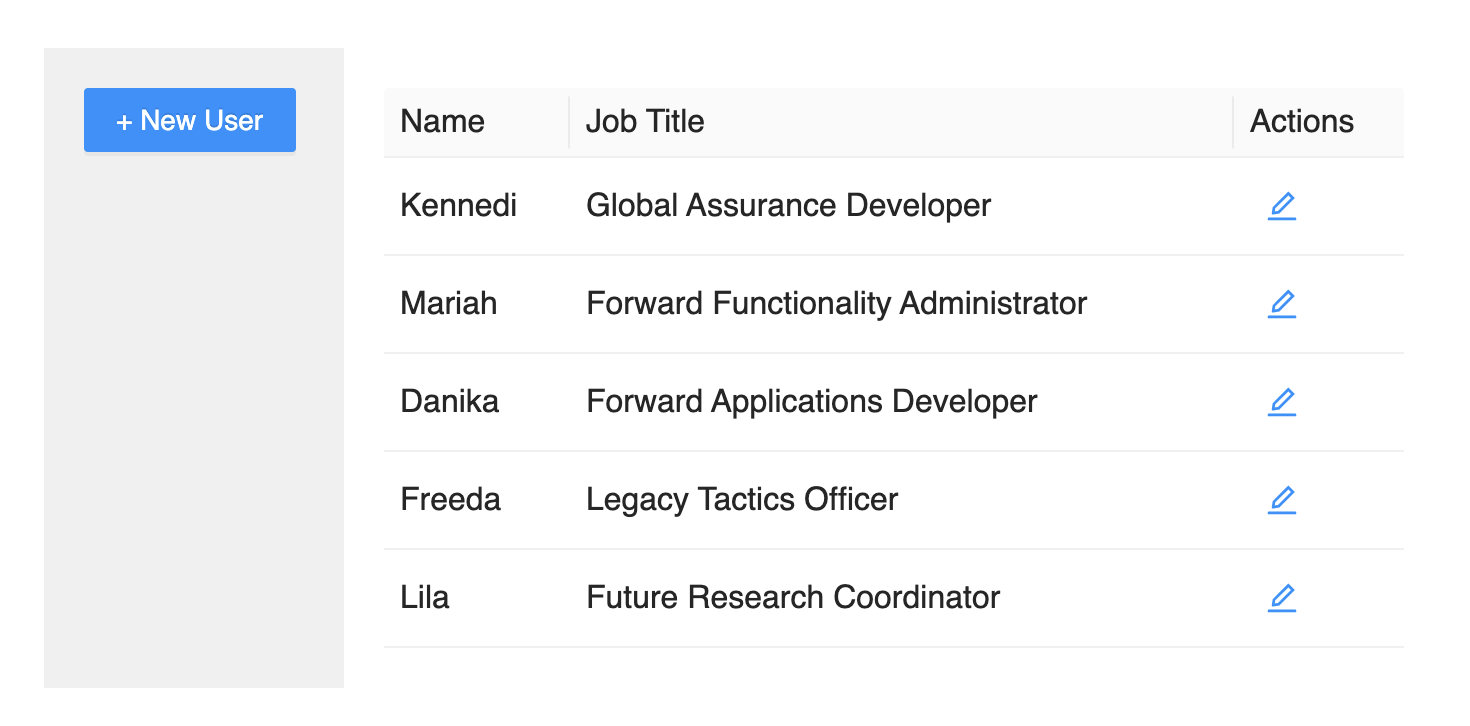 + New User
Name Job Title Actions
Kennedi Global Assurance Developer
Mariah Forward Functionality Administrator
Danika Forward Applications Developer
Freeda Legacy Tactics Officer
Lila Future Research Coordinator